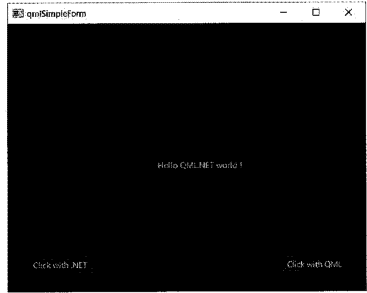 qmlSimpleForm
Hello QML.NET world !
Click with .NET
Click with QML